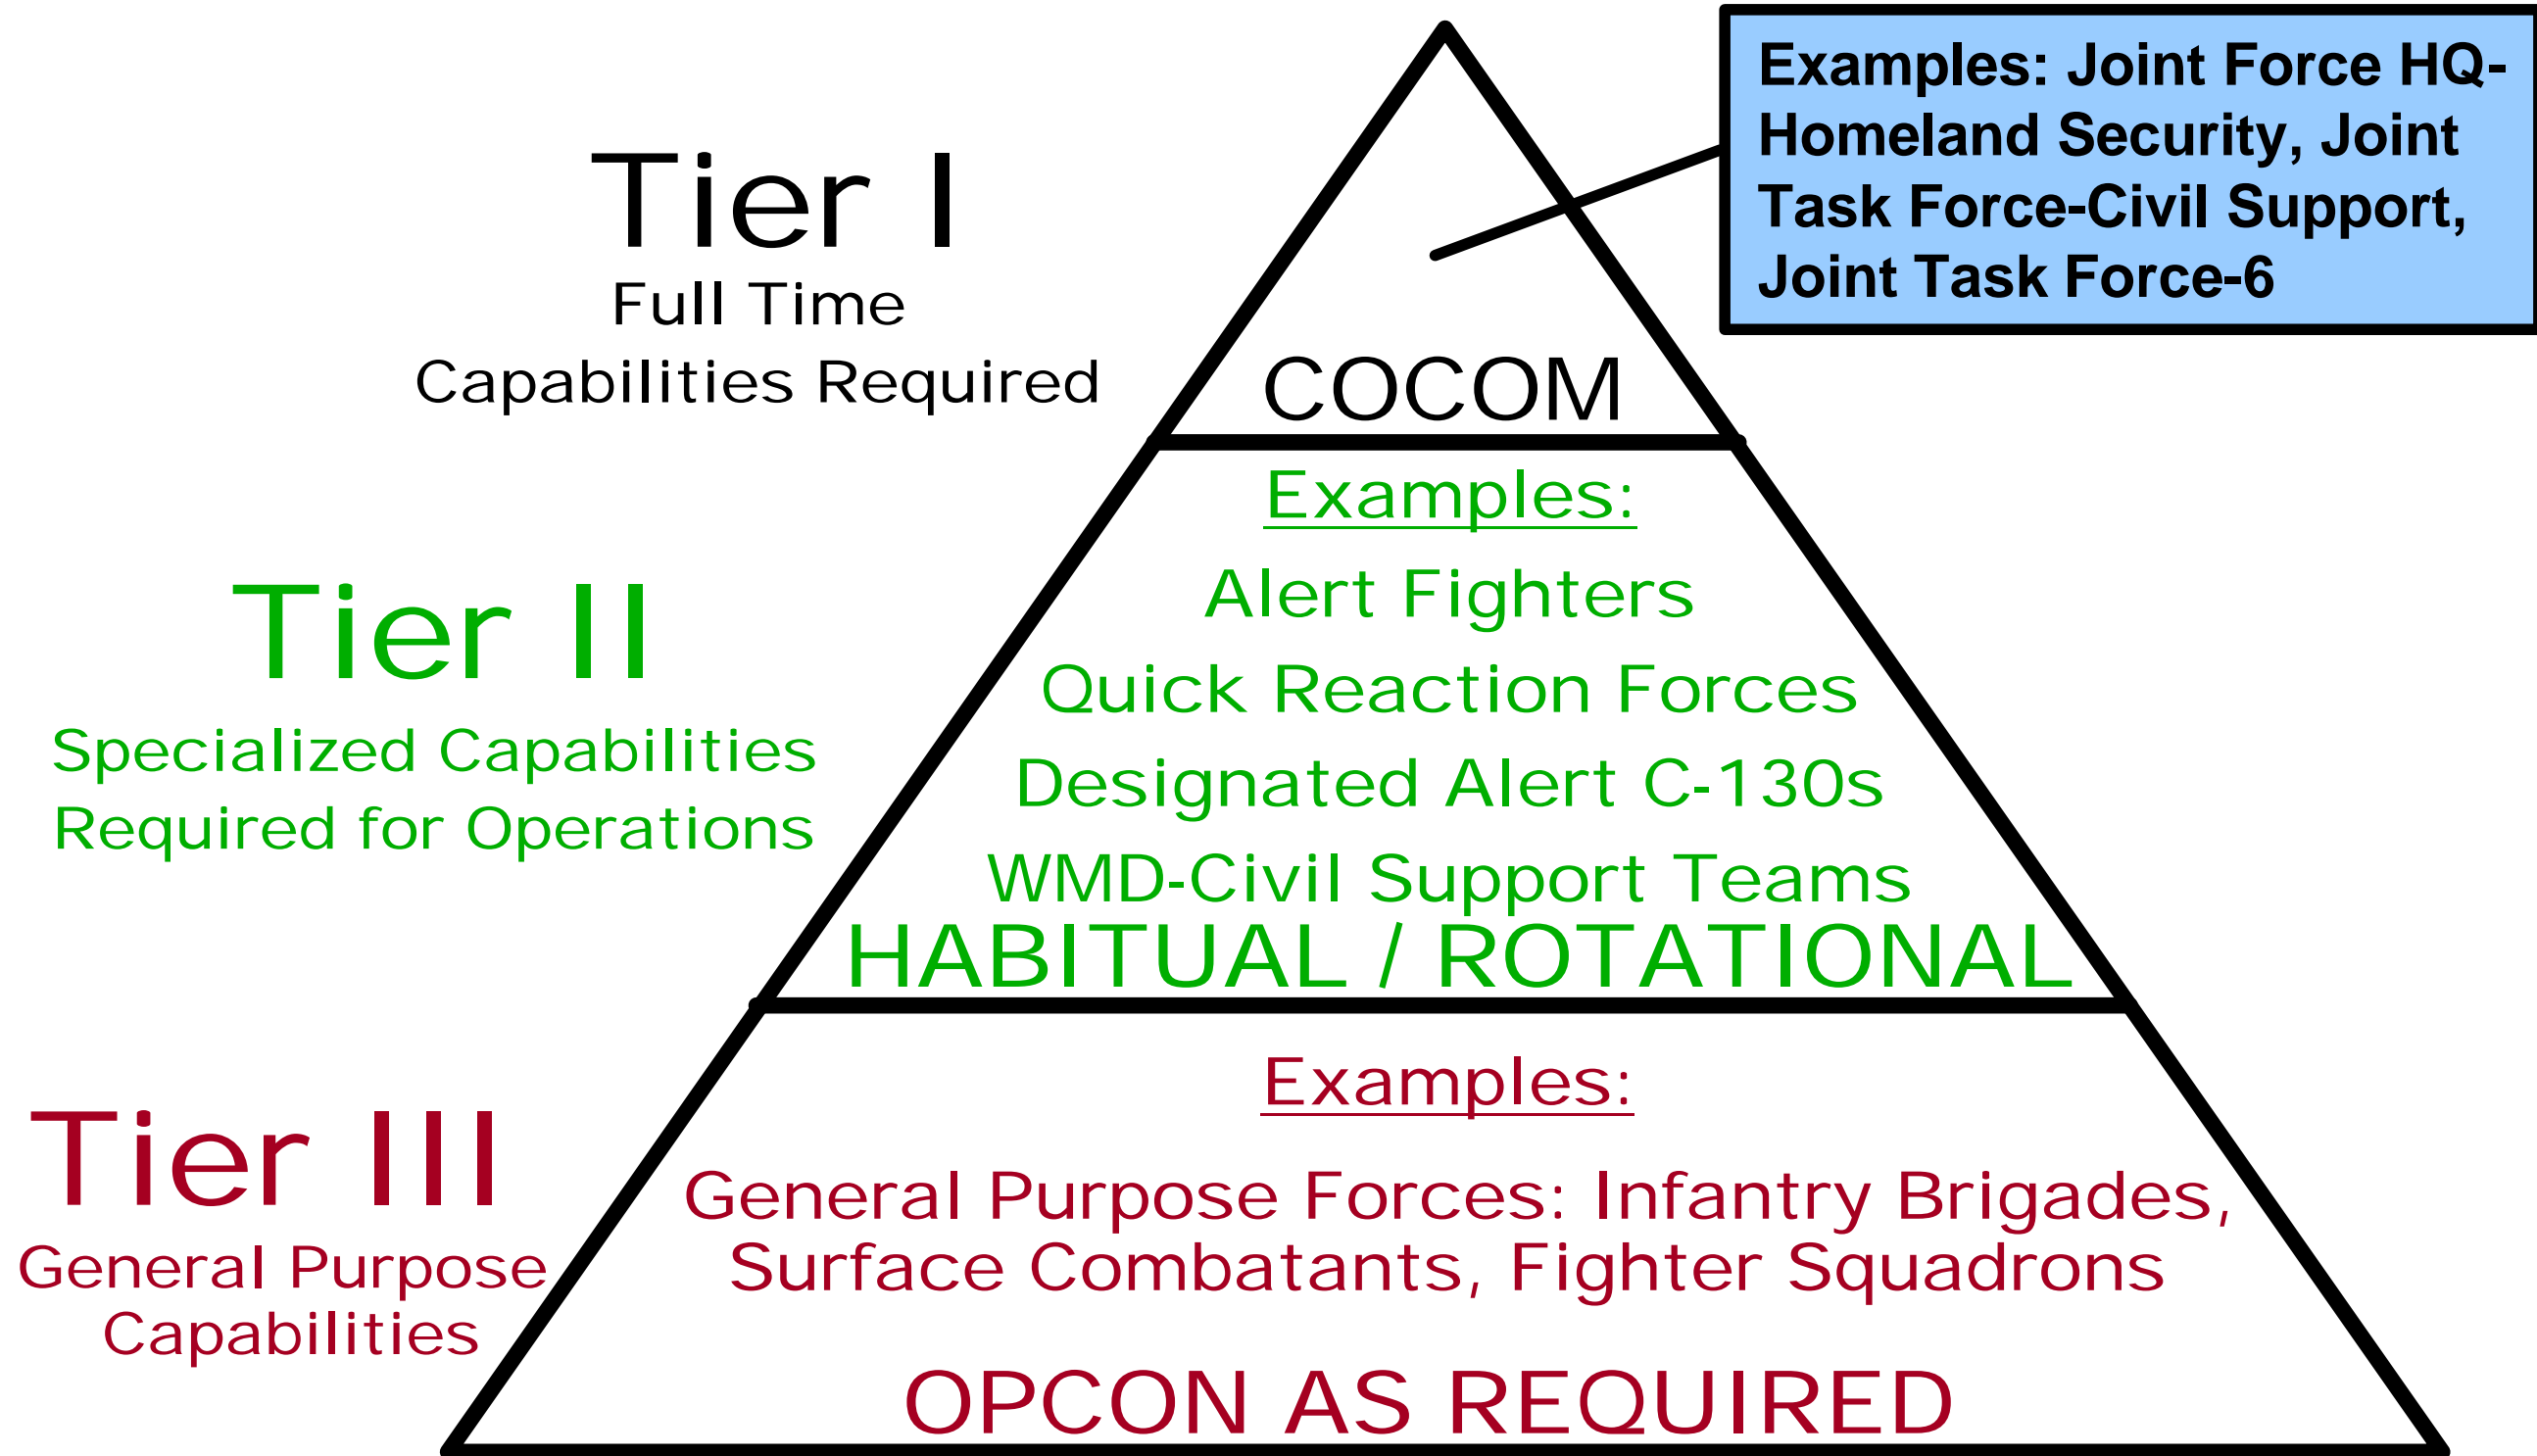 Examples: Joint Force HQ-
Homeland Security, Joint
Task Force-Civil Support,
Joint Task Force-6
Tier I
Full Time
Capabilities Required
COCOM
Tier II
Specialized Capabilities
Required for Operations
Examples:
Alert Fighters
Quick Reaction Forces
Designated Alert C-130s
WMD-Civil Support Teams
HABITUAL / ROTATIONAL
Tier III
General Purpose
Capabilities
Examples:
General Purpose Forces: Infantry Brigades,
Surface Combatants, Fighter Squadrons
OPCON AS REQUIRED